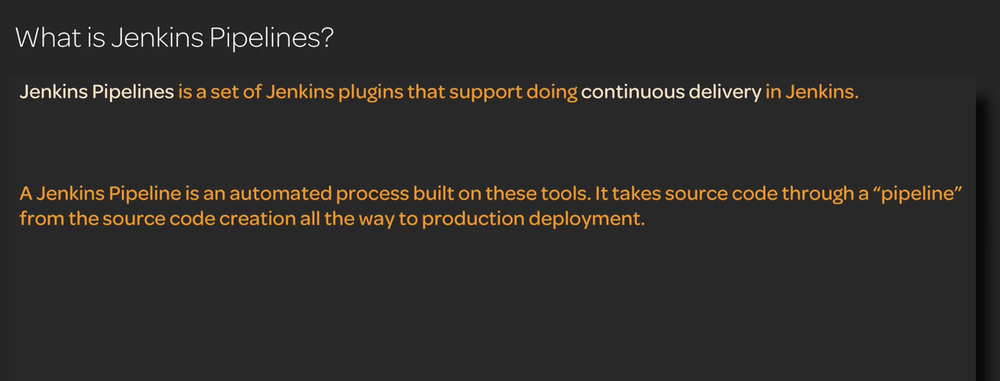 What is Jenkins Pipelines?
Jenkins Pipelines is a set of Jenkins plugins that support doing continuous delivery in Jenkins.
A Jenkins Pipeline is an automated process built on these tools. It takes source code through a “pipeline”
from the source code creation all the way to production deployment.